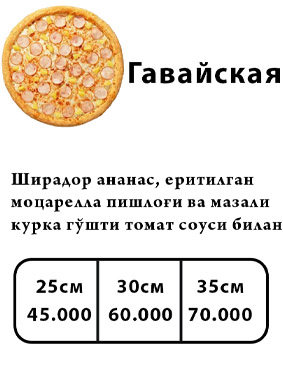 Гавайская
Ширадор ананас, еритилган
моцарелла пишлоғи ва мазали
курка гўшти томат соуси билан
25см 30см 35см
45.000 60.000 70.000